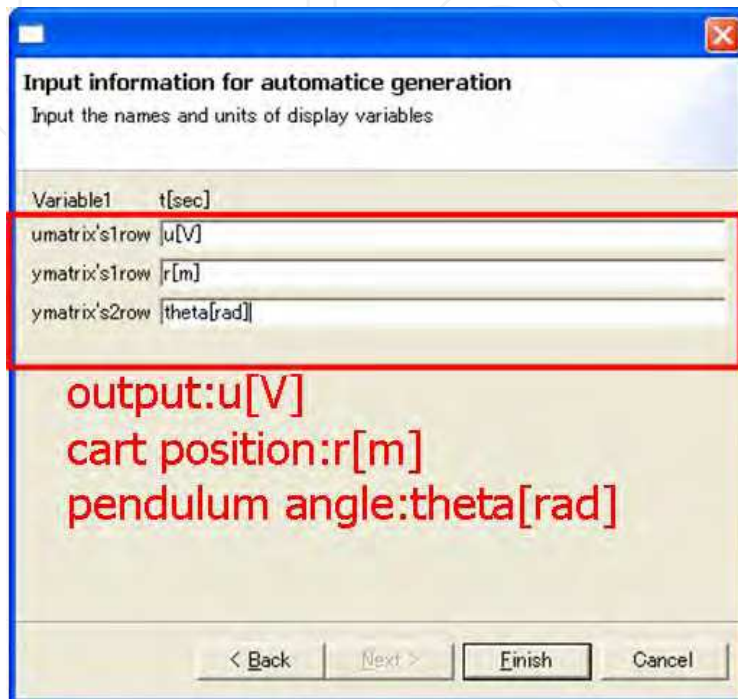 Input information for automatice generation
Input the names and units of display variables
Variable1 t[sec]
umatrix's1row u[V]
ymatrix's1row r[m]
ymatrix's2row theta[rad]
output:u[V]
cart position:r[m]
pendulum angle:theta[rad]
< Back Next > Finish Cancel